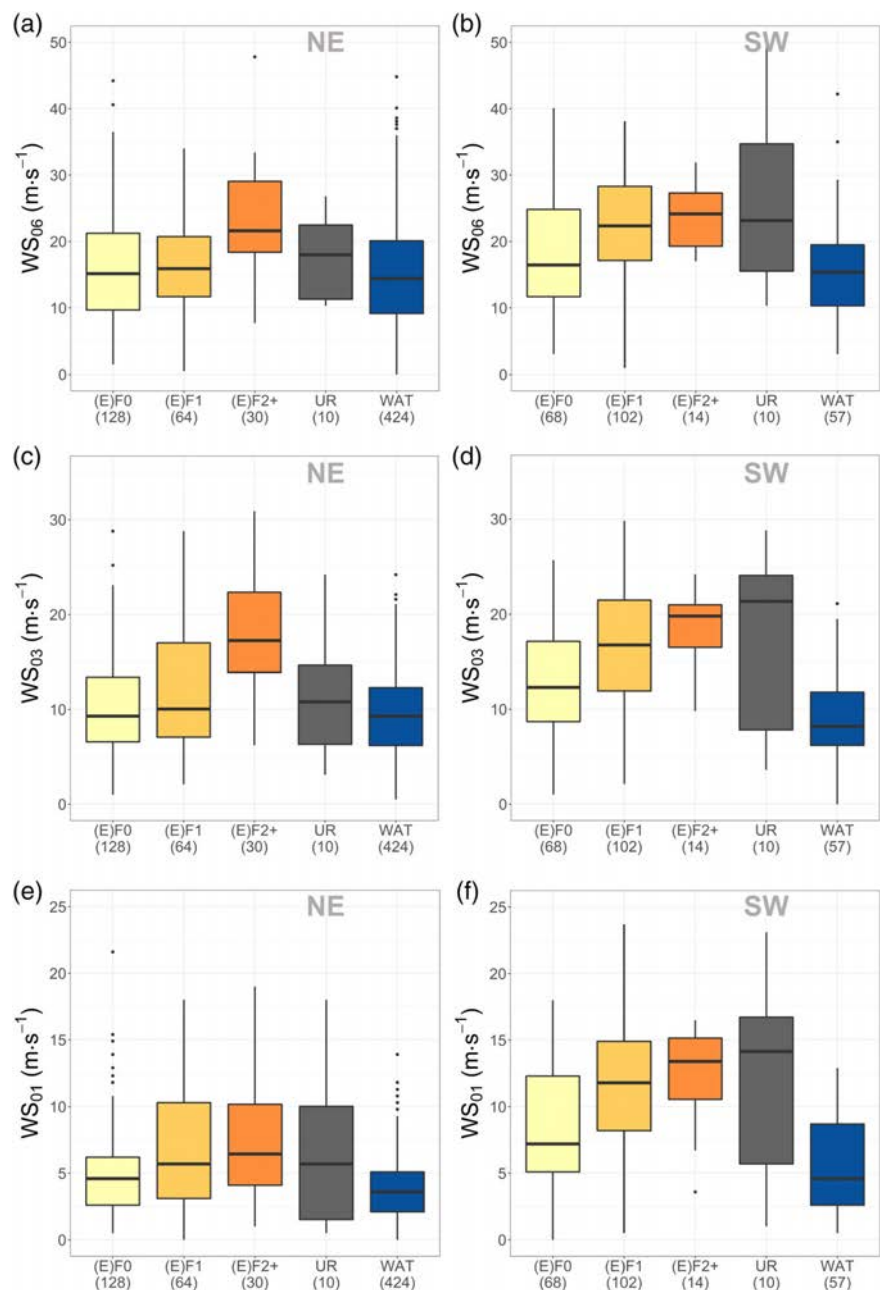 (a)
NE
WS06 (m·s−1)
50
40
30
20
10
0
(E)F0 (E)F1 (E)F2+ UR WAT
(128) (64) (30) (10) (424)
(b)
SW
WS06 (m·s−1)
50
40
30
20
10
0
(E)F0 (E)F1 (E)F2+ UR WAT
(68) (102) (14) (10) (57)
(c)
NE
WS03 (m·s−1)
30
20
10
0
(E)F0 (E)F1 (E)F2+ UR WAT
(128) (64) (30) (10) (424)
(d)
SW
WS03 (m·s−1)
30
20
10
0
(E)F0 (E)F1 (E)F2+ UR WAT
(68) (102) (14) (10) (57)
(e)
NE
WS01 (m·s−1)
25
20
15
10
5
0
(E)F0 (E)F1 (E)F2+ UR WAT
(128) (64) (30) (10) (424)
(f)
SW
WS01 (m·s−1)
25
20
15
10
5
0
(E)F0 (E)F1 (E)F2+ UR WAT
(68) (102) (14) (10) (57)